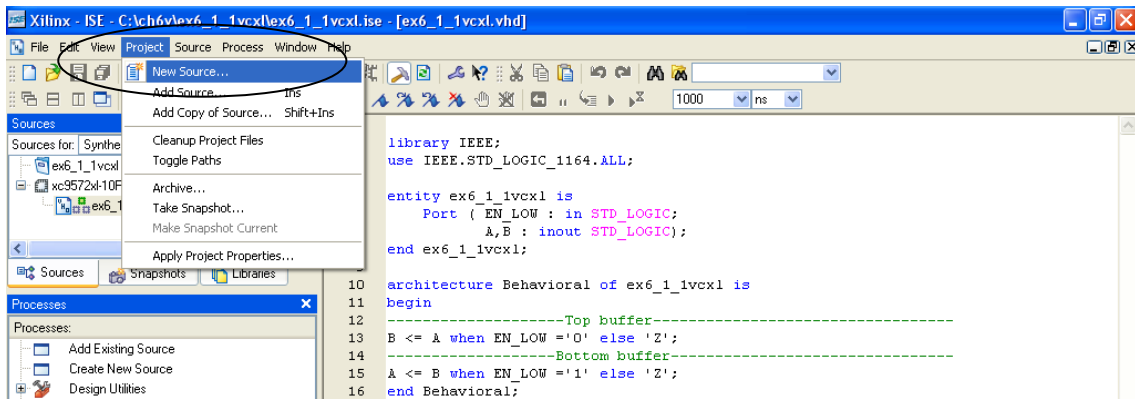 Xilinx - ISE - C:\ch6v\ex6_1_1vcxl\ex6_1_1vcxl.ise - [ex6_1_1vcxl.vhd]
File Edit View Project Source Process Window Help
New Source...
Add Source... Ins
Add Copy of Source... Shift+Ins
Cleanup Project Files
Toggle Paths
Archive...
Take Snapshot...
Make Snapshot Current
Apply Project Properties...
1000 ns
Sources
Sources for: Synthe
ex6_1_1vcxl
xc9572xl-10F
ex6_1
Sources Snapshots Libraries
Processes
Processes:
Add Existing Source
Create New Source
Design Utilities
library IEEE;
use IEEE.STD_LOGIC_1164.ALL;
entity ex6_1_1vcxl is
Port ( EN_LOW : in STD_LOGIC;
A,B : inout STD_LOGIC);
end ex6_1_1vcxl;
10 architecture Behavioral of ex6_1_1vcxl is
11 begin
12 --------------------Top buffer----------------------------------
13 B <= A when EN_LOW ='0' else 'Z';
14 -------------------Bottom buffer--------------------------------
15 A <= B when EN_LOW ='1' else 'Z';
16 end Behavioral;